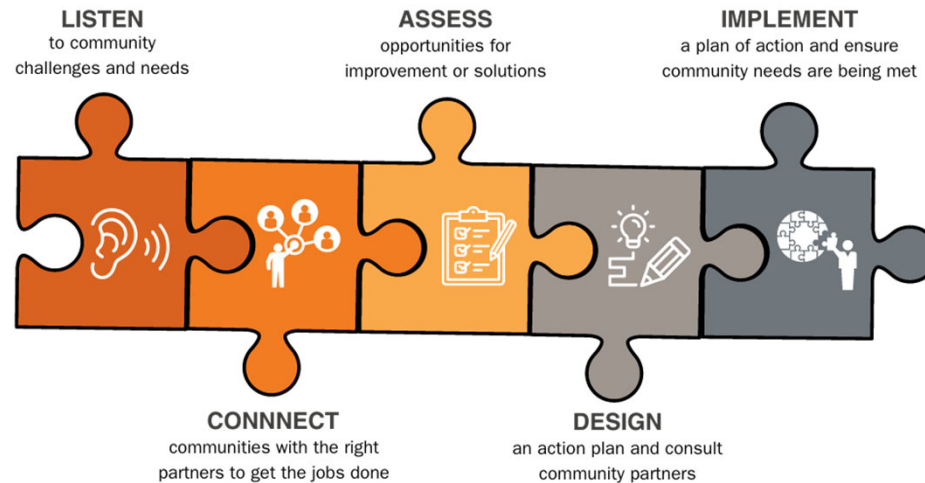 LISTEN
to community
challenges and needs
CONNNECT
communities with the right
partners to get the jobs done
ASSESS
opportunities for
improvement or solutions
DESIGN
an action plan and consult
community partners
IMPLEMENT
a plan of action and ensure
community needs are being met